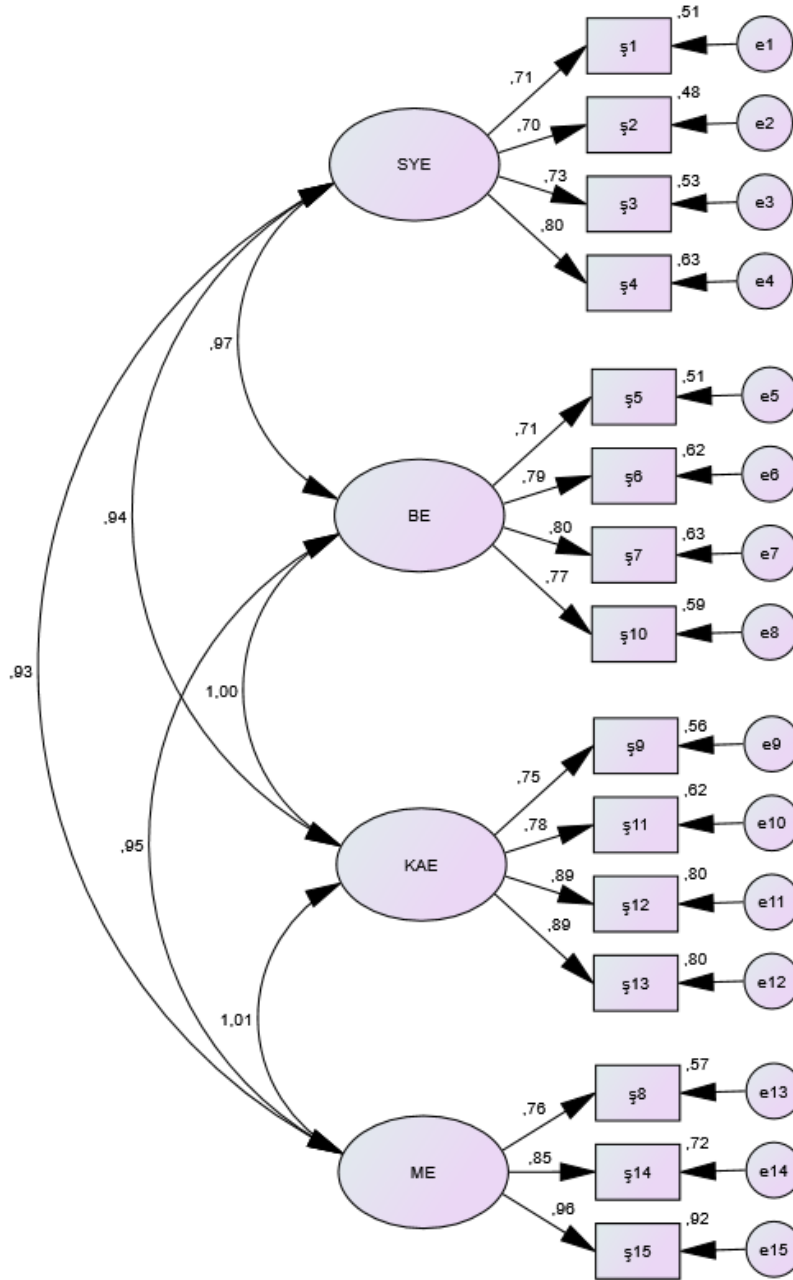 ,51
ş1
e1
,71
,48
ş2
e2
,70
SYE
,53
ş3
e3
,73
,63
ş4
e4
,80
,97
,51
ş5
e5
,71
,62
ş6
e6
,79
,94
BE
,63
ş7
e7
,80
,59
ş10
e8
,77
,93
1,00
,56
ş9
e9
,75
,62
ş11
e10
,78
,95
KAE
,80
ş12
e11
,89
,80
ş13
e12
,89
1,01
,57
ş8
e13
,76
,72
ş14
e14
,85
ME
,92
ş15
e15
,96